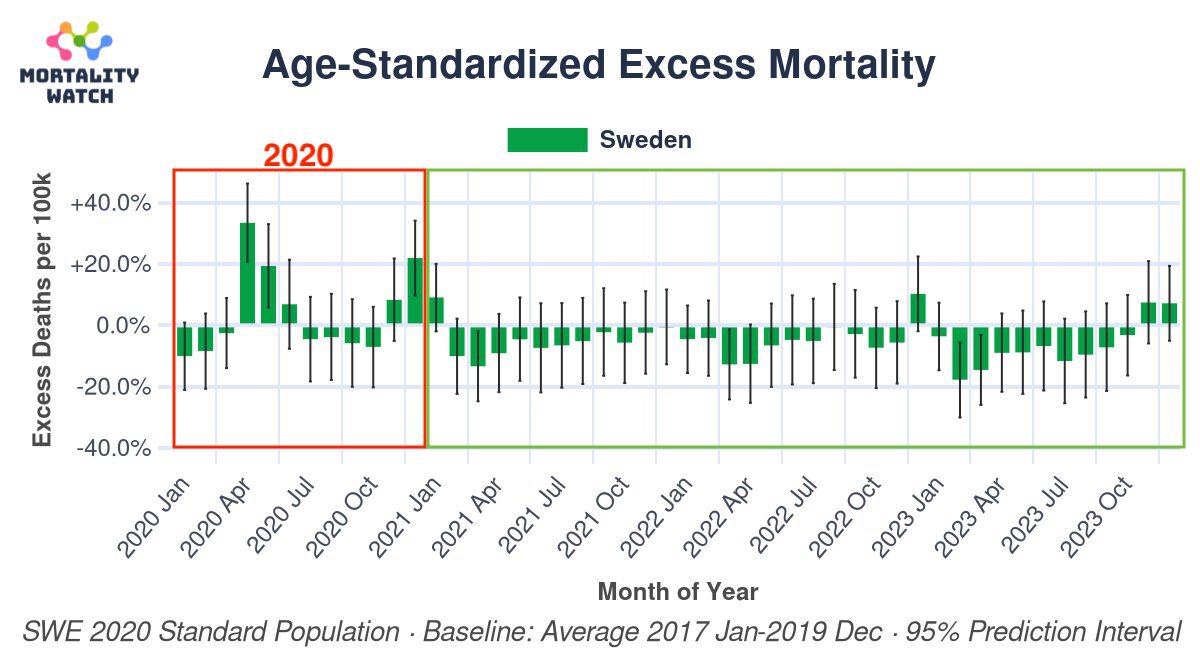 MORTALITY
WATCH
Age-Standardized Excess Mortality
Sweden
2020
Excess Deaths per 100k
+40.0%
+20.0%
0.0%
-20.0%
-40.0%
2020 Jan
2020 Apr
2020 Jul
2020 Oct
2021 Jan
2021 Apr
2021 Jul
2021 Oct
2022 Jan
2022 Apr
2022 Jul
2022 Oct
2023 Jan
2023 Apr
2023 Jul
2023 Oct
Month of Year
SWE 2020 Standard Population · Baseline: Average 2017 Jan-2019 Dec · 95% Prediction Interval